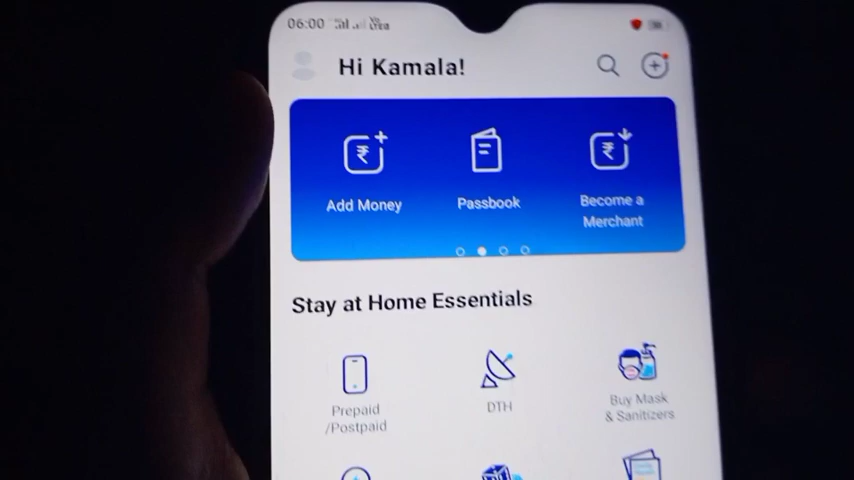 06:00
Hi Kamala!
Add Money
Passbook
Become a
Merchant
Stay at Home Essentials
Prepaid
/Postpaid
DTH
Buy Mask
& Sanitizers